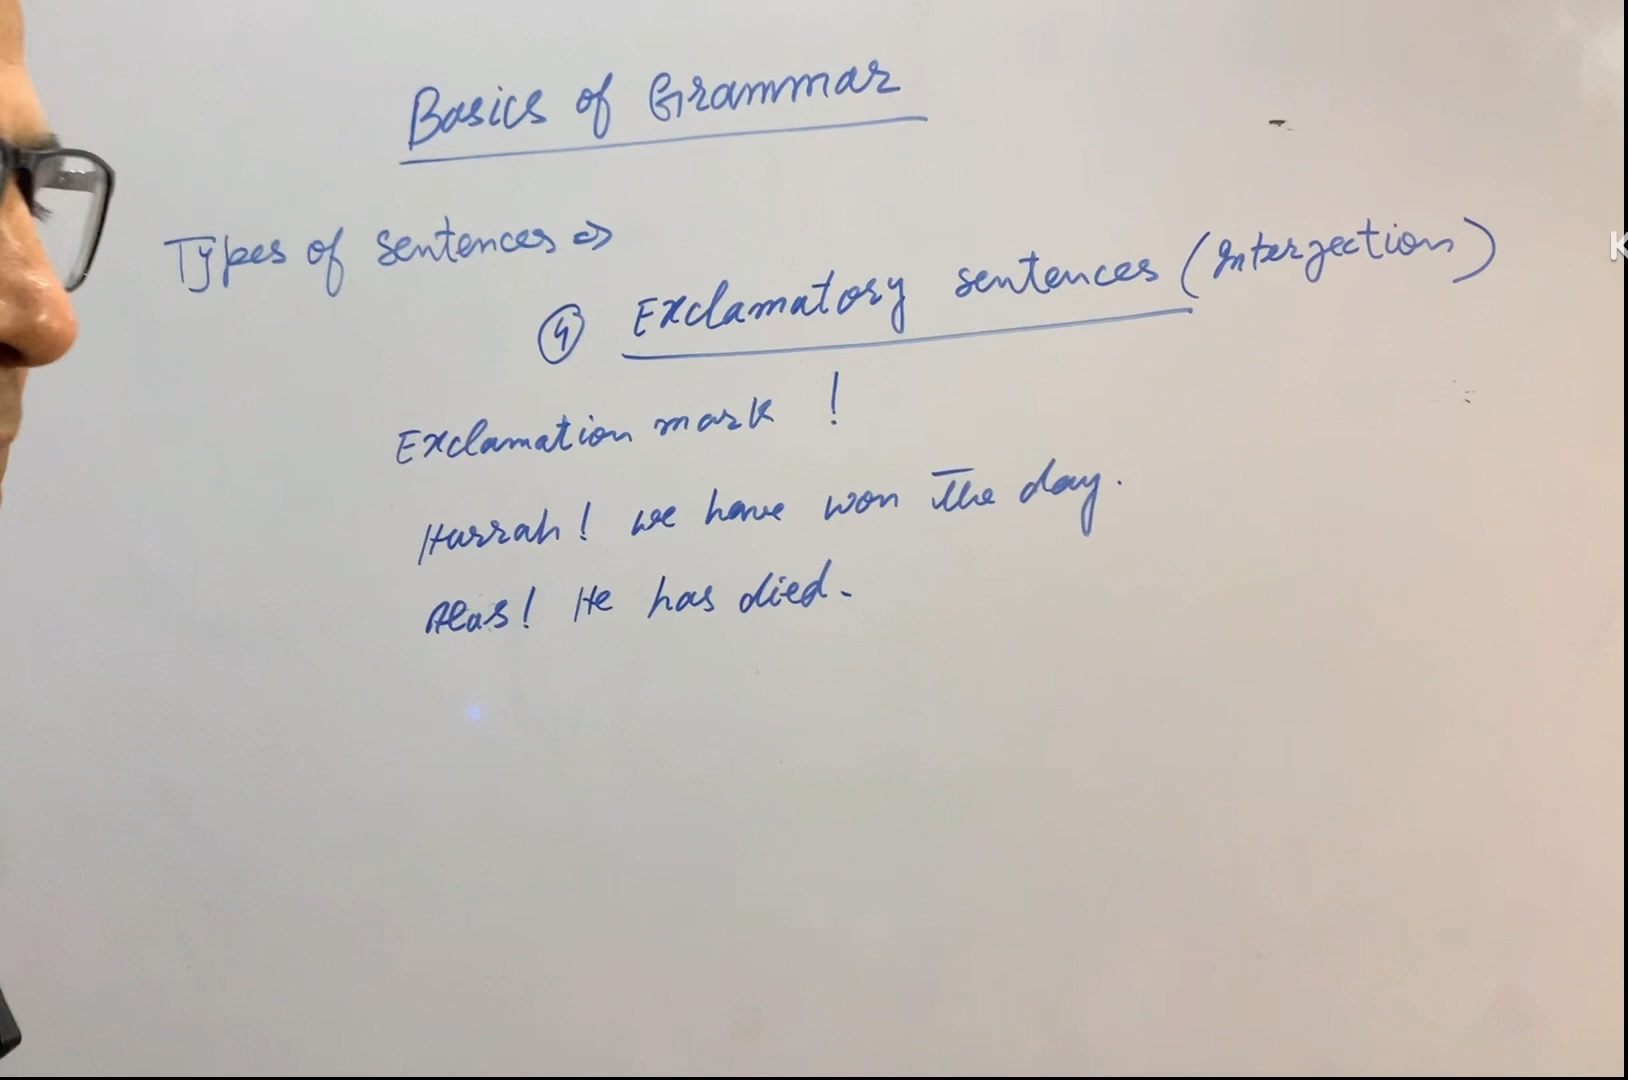 Basics of Grammar
Types of sentences ⇒
④ Exclamatory sentences (Interjection)
Exclamation mark !
Hurrah! we have won the day.
Alas! He has died.
K